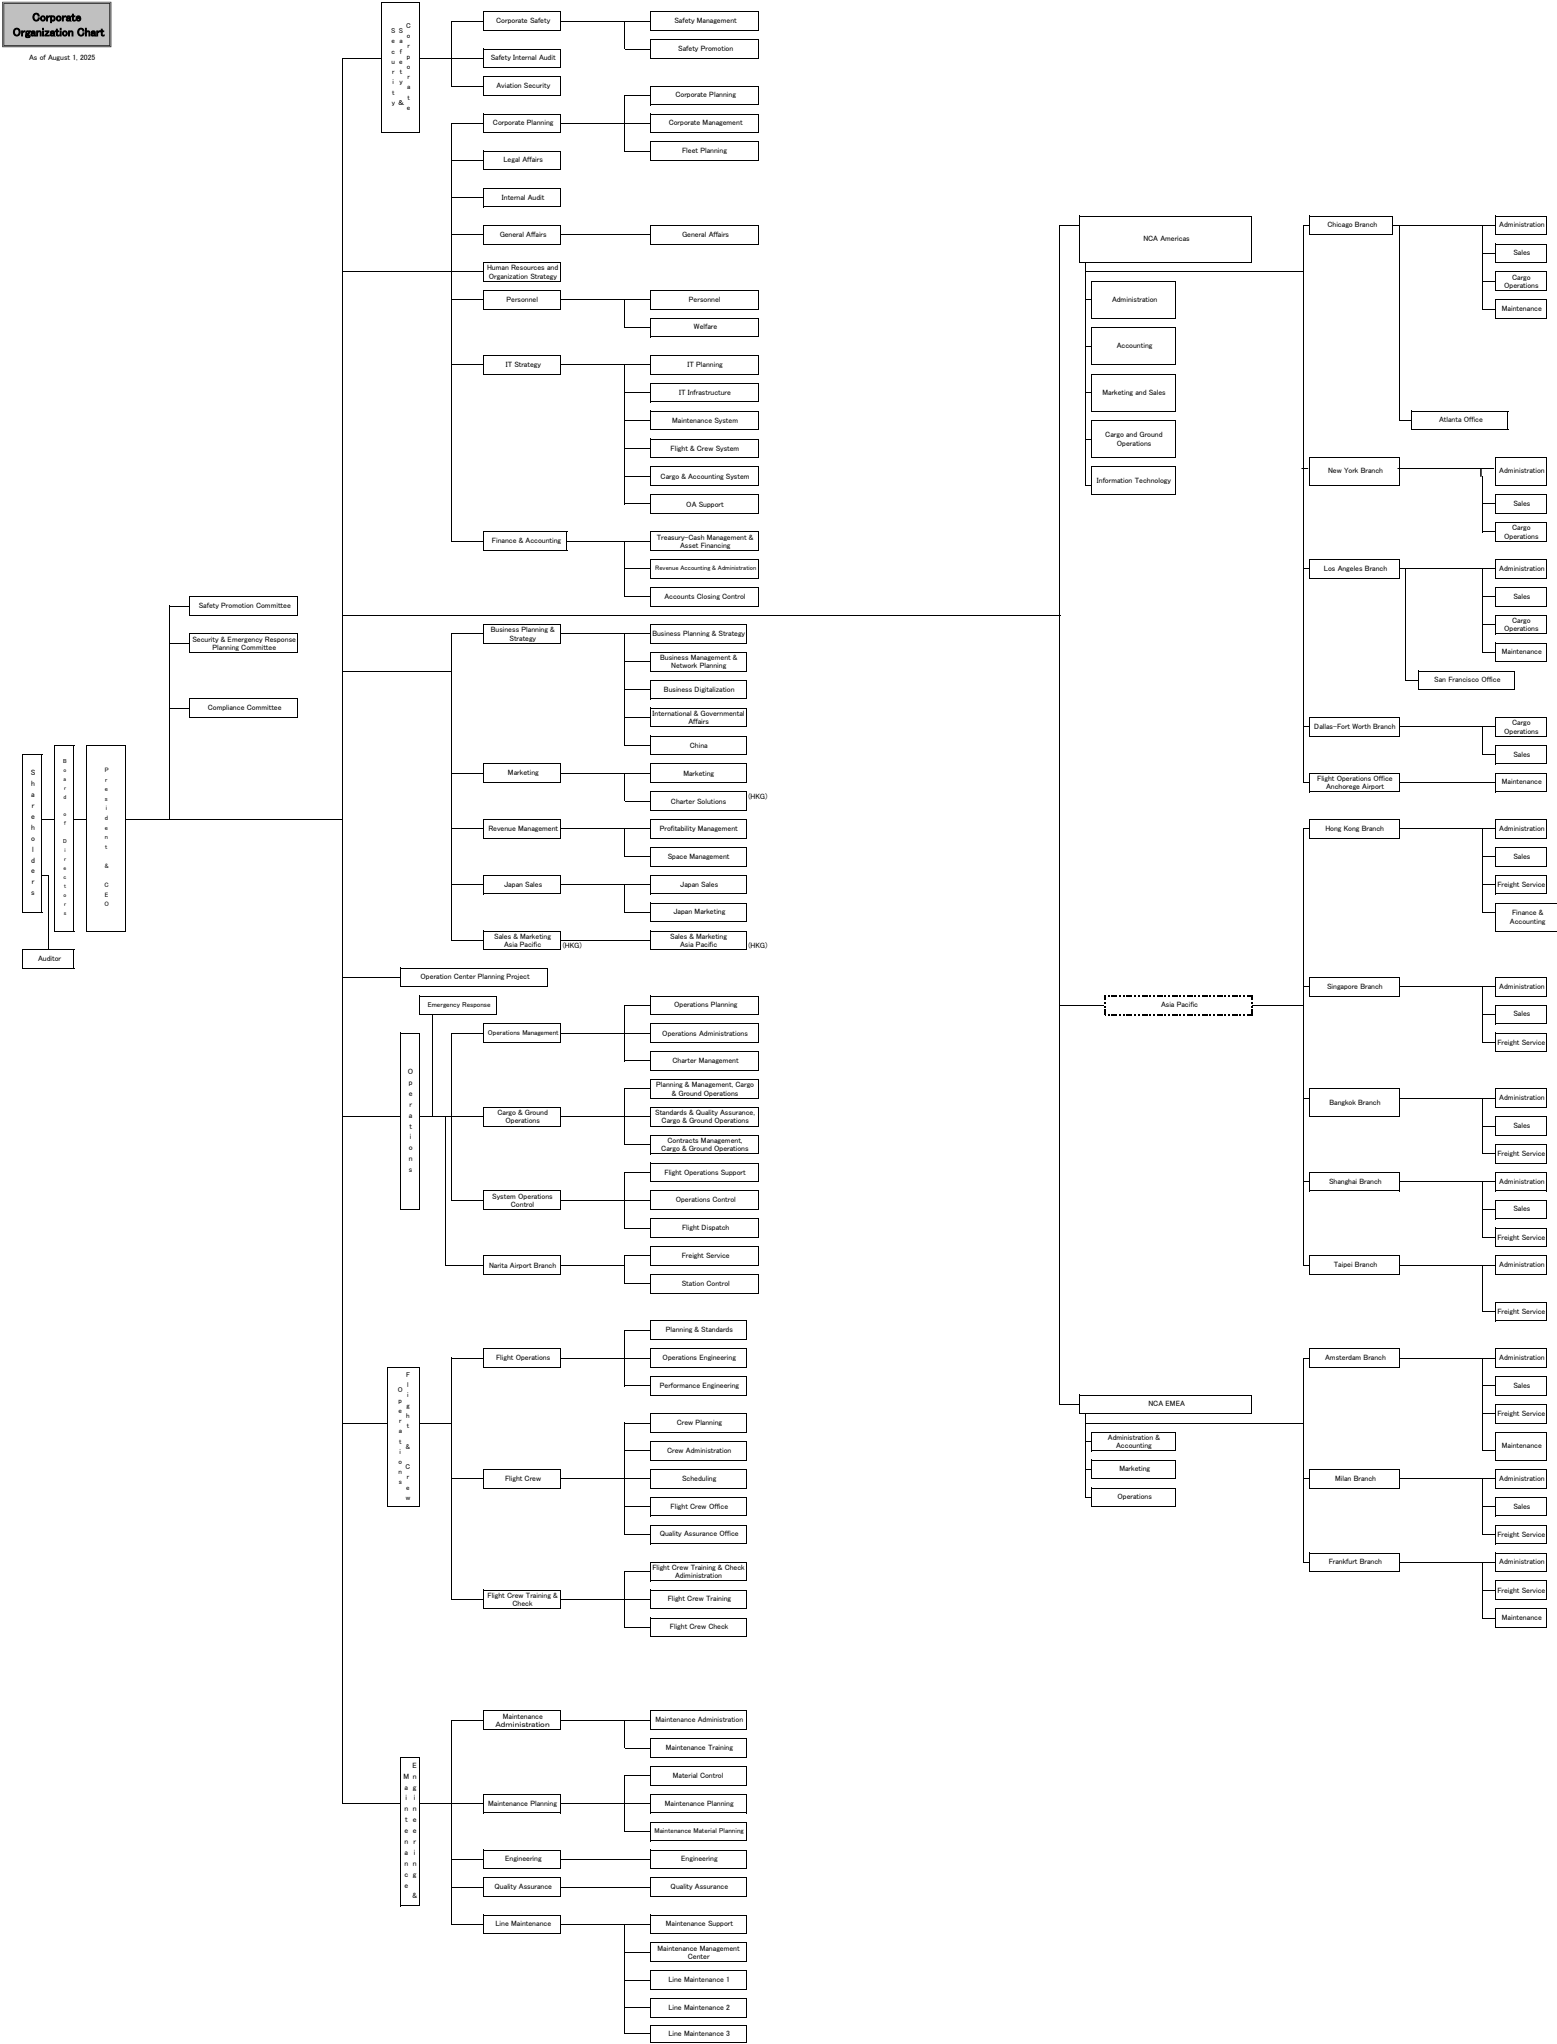 Corporate
Organization Chart
As of August 1, 2025
Shareholders
Auditor
Board of Directors
President & CEO
Safety Promotion Committee
Security & Emergency Response
Planning Committee
Compliance Committee
Corporate
Safety &
Security
Corporate Safety
Safety Management
Safety Promotion
Safety Internal Audit
Aviation Security
Corporate Planning
Corporate Planning
Corporate Management
Fleet Planning
Legal Affairs
Internal Audit
General Affairs
General Affairs
Human Resources and
Organization Strategy
Personnel
Personnel
Welfare
IT Strategy
IT Planning
IT Infrastructure
Maintenance System
Flight & Crew System
Cargo & Accounting System
OA Support
Finance & Accounting
Treasury-Cash Management &
Asset Financing
Revenue Accounting & Administration
Accounts Closing Control
Business Planning &
Strategy
Business Planning & Strategy
Business Management &
Network Planning
Business Digitalization
International & Governmental
Affairs
China
Marketing
Marketing
Charter Solutions
(HKG)
Revenue Management
Profitability Management
Space Management
Japan Sales
Japan Sales
Japan Marketing
Sales & Marketing
Asia Pacific
(HKG)
Sales & Marketing
Asia Pacific
(HKG)
Operation Center Planning Project
Emergency Response
Operations
Operations Management
Operations Planning
Operations Administrations
Charter Management
Cargo & Ground
Operations
Planning & Management, Cargo
& Ground Operations
Standards & Quality Assurance,
Cargo & Ground Operations
Contracts Management,
Cargo & Ground Operations
System Operations
Control
Flight Operations Support
Operations Control
Flight Dispatch
Narita Airport Branch
Freight Service
Station Control
Flight & Crew
Operations
Flight Operations
Planning & Standards
Operations Engineering
Performance Engineering
Flight Crew
Crew Planning
Crew Administration
Scheduling
Flight Crew Office
Quality Assurance Office
Flight Crew Training &
Check
Flight Crew Training & Check
Adiministration
Flight Crew Training
Flight Crew Check
Engineering &
Maintenance
Maintenance
Administration
Maintenance Administration
Maintenance Training
Maintenance Planning
Material Control
Maintenance Planning
Maintenance Material Planning
Engineering
Engineering
Quality Assurance
Quality Assurance
Line Maintenance
Maintenance Support
Maintenance Management
Center
Line Maintenance 1
Line Maintenance 2
Line Maintenance 3
NCA Americas
Administration
Accounting
Marketing and Sales
Cargo and Ground
Operations
Information Technology
Chicago Branch
Administration
Sales
Cargo
Operations
Maintenance
Atlanta Office
New York Branch
Administration
Sales
Cargo
Operations
Los Angeles Branch
Administration
Sales
Cargo
Operations
Maintenance
San Francisco Office
Dallas-Fort Worth Branch
Cargo
Operations
Sales
Flight Operations Office
Anchorege Airport
Maintenance
Asia Pacific
Hong Kong Branch
Administration
Sales
Freight Service
Finance &
Accounting
Singapore Branch
Administration
Sales
Freight Service
Bangkok Branch
Administration
Sales
Freight Service
Shanghai Branch
Administration
Sales
Freight Service
Taipei Branch
Administration
Freight Service
NCA EMEA
Administration &
Accounting
Marketing
Operations
Amsterdam Branch
Administration
Sales
Freight Service
Maintenance
Milan Branch
Administration
Sales
Freight Service
Frankfurt Branch
Administration
Freight Service
Maintenance